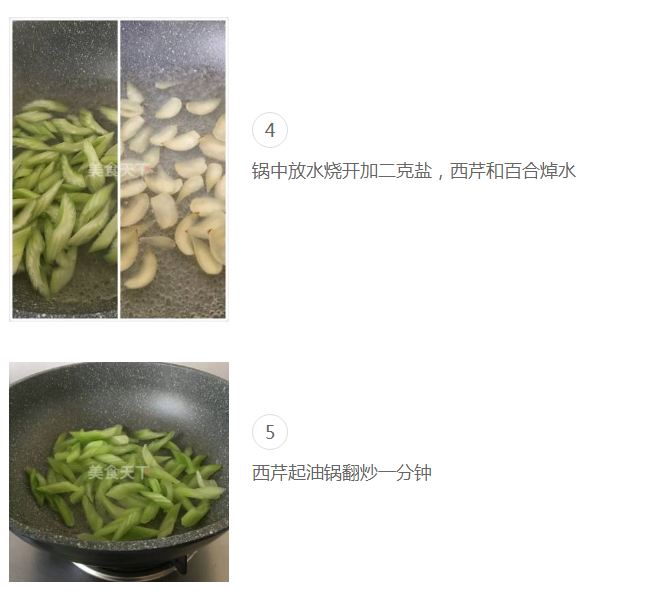 美食天下
4
锅中放水烧开加二克盐，西芹和百合焯水
美食天下
5
西芹起油锅翻炒一分钟